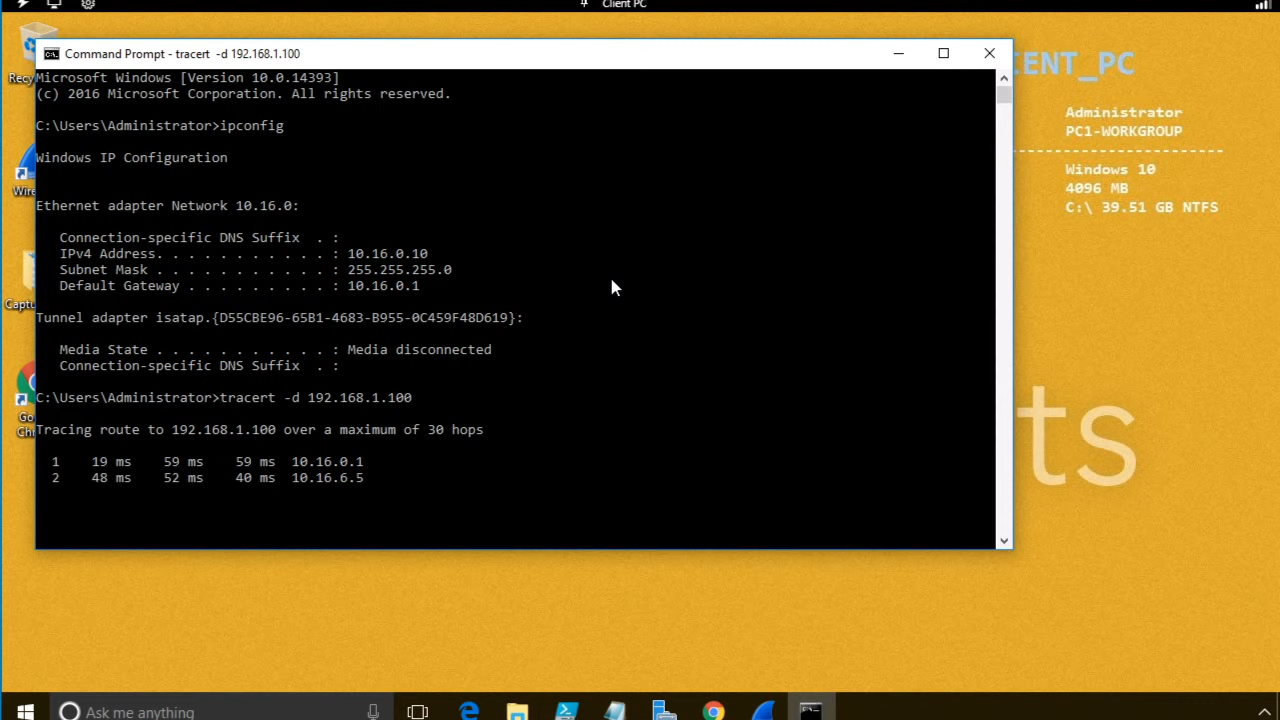 Client PC
Command Prompt - tracert  -d 192.168.1.100
Microsoft Windows [Version 10.0.14393]
(c) 2016 Microsoft Corporation. All rights reserved.
C:\Users\Administrator>ipconfig
Windows IP Configuration
Ethernet adapter Network 10.16.0:
Connection-specific DNS Suffix  . :
IPv4 Address. . . . . . . . . . . : 10.16.0.10
Subnet Mask . . . . . . . . . . . : 255.255.255.0
Default Gateway . . . . . . . . . : 10.16.0.1
Tunnel adapter isatap.{D55CBE96-65B1-4683-B955-0C459F48D619}:
Media State . . . . . . . . . . . : Media disconnected
Connection-specific DNS Suffix  . :
C:\Users\Administrator>tracert -d 192.168.1.100
Tracing route to 192.168.1.100 over a maximum of 30 hops
1    19 ms    59 ms    59 ms  10.16.0.1
2    48 ms    52 ms    40 ms  10.16.6.5
IENT_PC
Administrator
PC1-WORKGROUP
-----------------------
Windows 10
4096 MB
C:\ 39.51 GB NTFS
ts
Recy
Wire
Captu
Go
Chr
Ask me anything